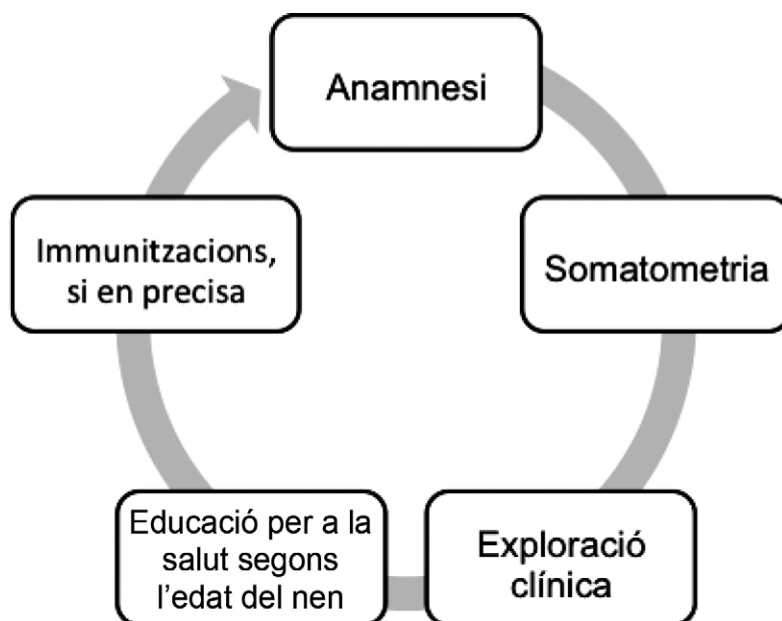 Anamnesi
Somatometria
Exploració
clínica
Educació per a la
salut segons
l’edat del nen
Immunitzacions,
si en precisa